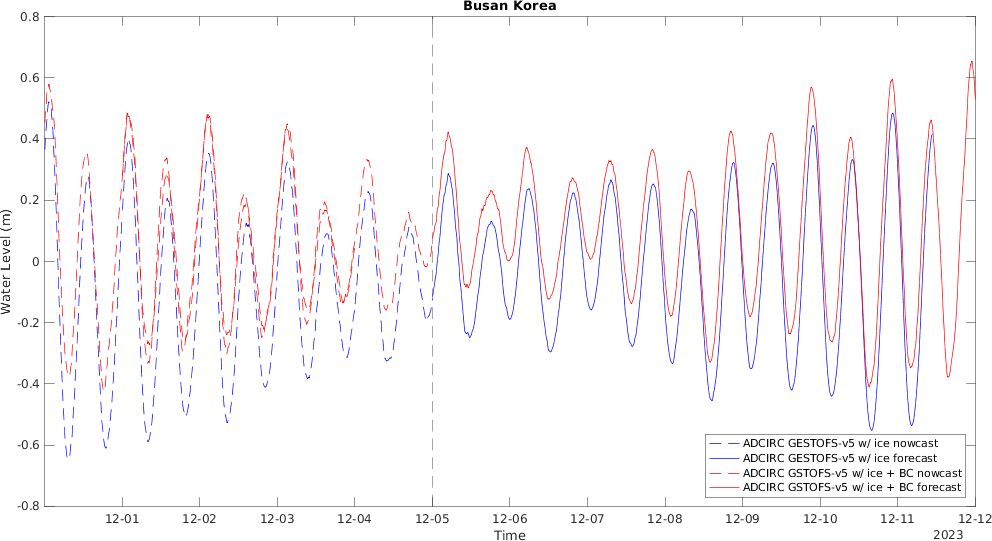 Busan Korea
Water Level (m)
0.8
0.6
0.4
0.2
0
-0.2
-0.4
-0.6
-0.8
12-01 12-02 12-03 12-04 12-05 12-06 12-07 12-08 12-09 12-10 12-11 12-12
Time
2023
ADCIRC GESTOFS-v5 w/ ice nowcast
ADCIRC GESTOFS-v5 w/ ice forecast
ADCIRC GSTOFS-v5 w/ ice + BC nowcast
ADCIRC GSTOFS-v5 w/ ice + BC forecast